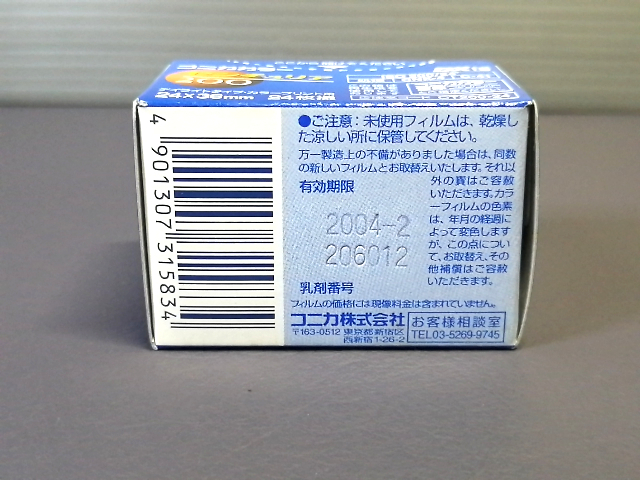 ●ご注意:未使用フィルムは、乾燥し
た涼しい所に保管してください。
万一製造上の不備がありました場合は、同数
の新しいフィルムとお取替えいたします。それ以
外の責はご容赦
いただきます。カラ
ーフィルムの色素
は、年月の経過に
よって変色します
が、この点につい
て、お取替え、その
他補償はご容赦
いただきます。
有効期限
2004-2
206012
乳剤番号
フィルムの価格には現像料金は含まれていません。
コニカ株式会社
〒163-0512 東京都新宿区
西新宿1-26-2
お客様相談室
TEL03-5269-9745
4 901307 315834